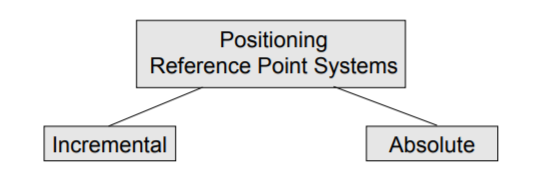 Positioning
Reference Point Systems
Incremental
Absolute